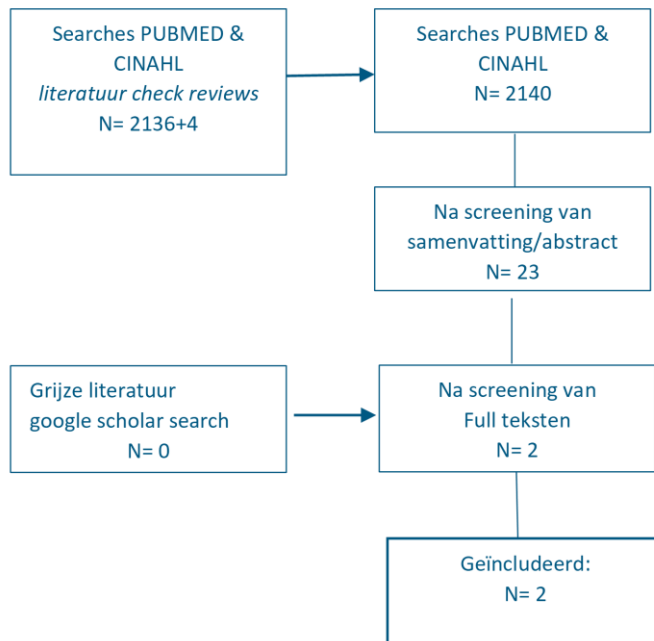 Searches PUBMED &
CINAHL
literatuur check reviews
N= 2136+4
Searches PUBMED &
CINAHL
N= 2140
Na screening van
samenvatting/abstract
N= 23
Grijze literatuur
google scholar search
N= 0
Na screening van
Full teksten
N= 2
Geïncludeerd:
N= 2